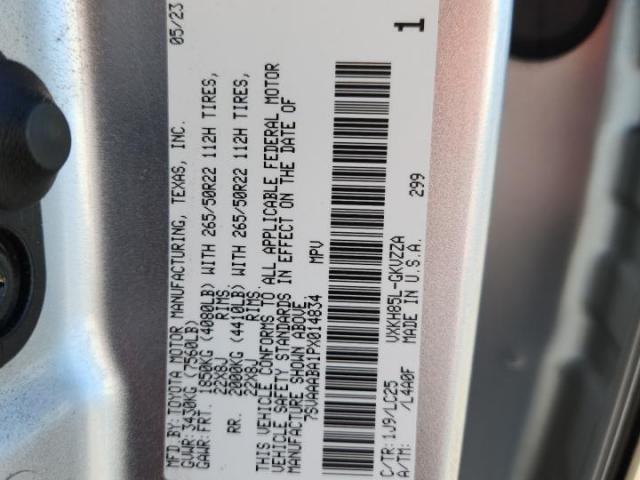 MFD. BY: TOYOTA MOTOR MANUFACTURING, TEXAS, INC. 05/23
GVWR: 3430KG (7560LB)
GAWR: FRT. 1850KG (4080LB) WITH 265/50R22 112H TIRES,
22X8J RIMS,
RR. 2000KG (4410LB) WITH 265/50R22 112H TIRES,
22X8J RIMS.
THIS VEHICLE CONFORMS TO ALL APPLICABLE FEDERAL MOTOR
VEHICLE SAFETY STANDARDS IN EFFECT ON THE DATE OF
MANUFACTURE SHOWN ABOVE.
7SVAAABA1PX014834 MPV
1
C/TR: 1J9/LC25 VXKH85L-GKVZZA
A/TM: /L4A0F MADE IN U.S.A.
299